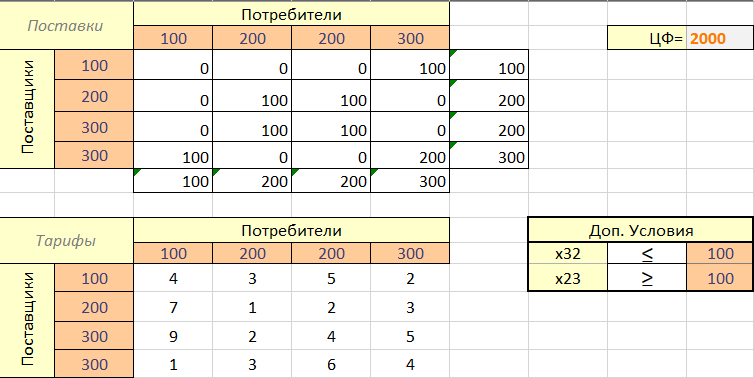 Поставки Потребители
100 200 200 300 ЦФ= 2000
Поставщики
100 0 0 0 100 100
200 0 100 100 0 200
300 0 100 100 0 200
300 100 0 0 200 300
100 200 200 300
Тарифы Потребители Доп. Условия
100 200 200 300 x32 ≤ 100
Поставщики
100 4 3 5 2 x23 ≥ 100
200 7 1 2 3
300 9 2 4 5
300 1 3 6 4